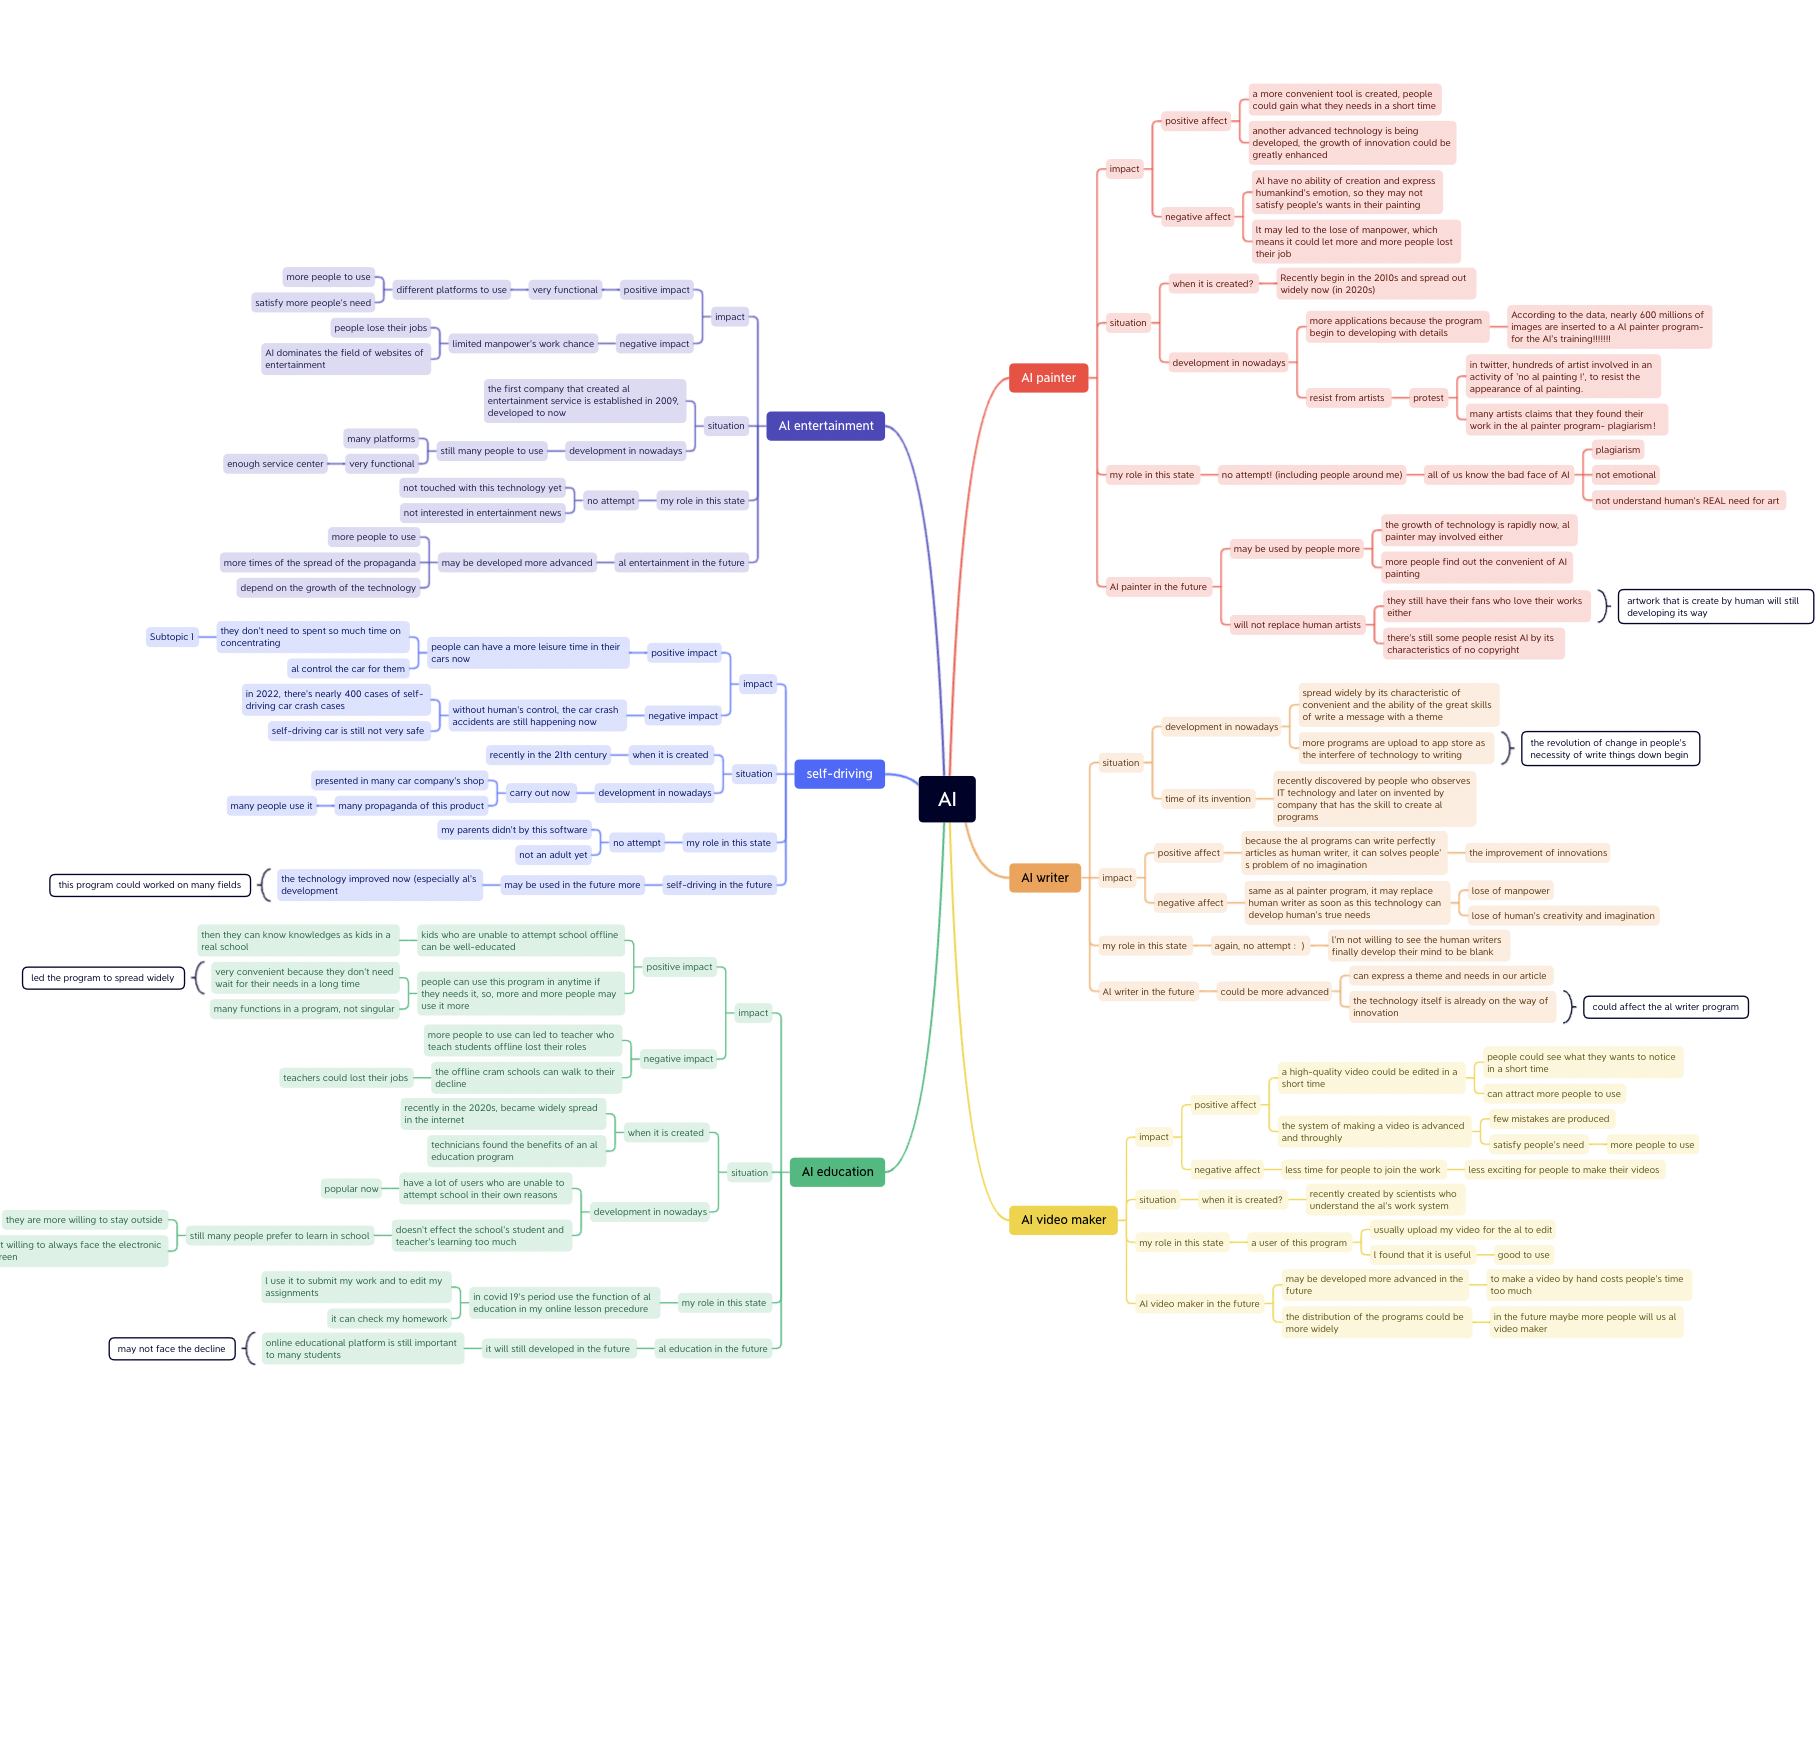 AI
AI painter
impact
positive affect
a more convenient tool is created, people
could gain what they needs in a short time
another advanced technology is being
developed, the growth of innovation could be
greatly enhanced
negative affect
AI have no ability of creation and express
humankind's emotion, so they may not
satisfy people's wants in their painting
It may led to the lose of manpower, which
means it could let more and more people lost
their job
situation
when it is created?
Recently begin in the 2010s and spread out
widely now (in 2020s)
development in nowadays
more applications because the program
begin to developing with details
According to the data, nearly 600 millions of
images are inserted to a AI painter program-
for the AI's training!!!!!!!
resist from artists
protest
in twitter, hundreds of artist involved in an
activity of 'no al painting !', to resist the
appearance of al painting.
many artists claims that they found their
work in the al painter program- plagiarism!
my role in this state
no attempt! (including people around me)
all of us know the bad face of AI
plagiarism
not emotional
not understand human's REAL need for art
AI painter in the future
may be used by people more
the growth of technology is rapidly now, al
painter may involved either
more people find out the convenient of AI
painting
will not replace human artists
they still have their fans who love their works
either
there's still some people resist AI by its
characteristics of no copyright
artwork that is create by human will still
developing its way
AI writer
situation
development in nowadays
spread widely by its characteristic of
convenient and the ability of the great skills
of write a message with a theme
more programs are upload to app store as
the interfere of technology to writing
the revolution of change in people's
necessity of write things down begin
time of its invention
recently discovered by people who observes
IT technology and later on invented by
company that has the skill to create al
programs
impact
positive affect
because the al programs can write perfectly
articles as human writer, it can solves people'
s problem of no imagination
the improvement of innovations
negative affect
same as al painter program, it may replace
human writer as soon as this technology can
develop human's true needs
lose of manpower
lose of human's creativity and imagination
my role in this state
again, no attempt :  )
I'm not willing to see the human writers
finally develop their mind to be blank
AI writer in the future
could be more advanced
can express a theme and needs in our article
the technology itself is already on the way of
innovation
could affect the al writer program
AI video maker
impact
positive affect
a high-quality video could be edited in a
short time
people could see what they wants to notice
in a short time
can attract more people to use
the system of making a video is advanced
and throughly
few mistakes are produced
satisfy people's need
more people to use
negative affect
less time for people to join the work
less exciting for people to make their videos
situation
when it is created?
recently created by scientists who
understand the al's work system
my role in this state
a user of this program
usually upload my video for the al to edit
I found that it is useful
good to use
AI video maker in the future
may be developed more advanced in the
future
to make a video by hand costs people's time
too much
the distribution of the programs could be
more widely
in the future maybe more people will us al
video maker
AI entertainment
impact
positive impact
very functional
different platforms to use
more people to use
satisfy more people's need
negative impact
limited manpower's work chance
people lose their jobs
AI dominates the field of websites of
entertainment
situation
the first company that created al
entertainment service is established in 2009,
developed to now
development in nowadays
still many people to use
many platforms
very functional
enough service center
my role in this state
no attempt
not touched with this technology yet
not interested in entertainment news
al entertainment in the future
may be developed more advanced
more people to use
more times of the spread of the propaganda
depend on the growth of the technology
self-driving
impact
positive impact
people can have a more leisure time in their
cars now
they don't need to spent so much time on
concentrating
Subtopic 1
al control the car for them
negative impact
without human's control, the car crash
accidents are still happening now
in 2022, there's nearly 400 cases of self-
driving car crash cases
self-driving car is still not very safe
situation
when it is created
recently in the 21th century
development in nowadays
carry out now
presented in many car company's shop
many propaganda of this product
many people use it
my role in this state
no attempt
my parents didn't by this software
not an adult yet
self-driving in the future
may be used in the future more
the technology improved now (especially al's
development
this program could worked on many fields
AI education
impact
positive impact
kids who are unable to attempt school offline
can be well-educated
then they can know knowledges as kids in a
real school
people can use this program in anytime if
they needs it, so, more and more people may
use it more
very convenient because they don't need
wait for their needs in a long time
many functions in a program, not singular
led the program to spread widely
negative impact
more people to use can led to teacher who
teach students offline lost their roles
the offline cram schools can walk to their
decline
teachers could lost their jobs
situation
when it is created
recently in the 2020s, became widely spread
in the internet
technicians found the benefits of an al
education program
development in nowadays
have a lot of users who are unable to
attempt school in their own reasons
popular now
doesn't effect the school's student and
teacher's learning too much
still many people prefer to learn in school
they are more willing to stay outside
t willing to always face the electronic
reen
my role in this state
in covid 19's period use the function of al
education in my online lesson precedure
I use it to submit my work and to edit my
assignments
it can check my homework
al education in the future
it will still developed in the future
online educational platform is still important
to many students
may not face the decline